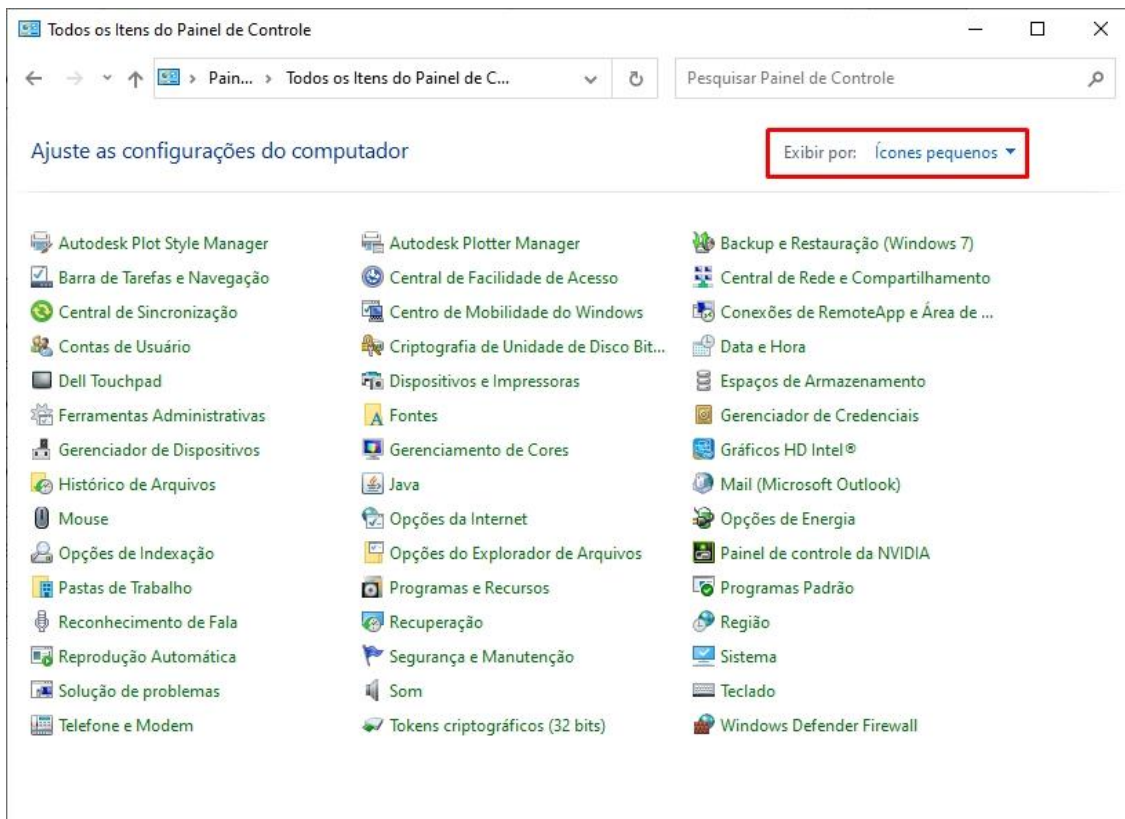 Todos os Itens do Painel de Controle
Pain... > Todos os Itens do Painel de C...
Pesquisar Painel de Controle
Ajuste as configurações do computador
Exibir por: Ícones pequenos
Autodesk Plot Style Manager
Autodesk Plotter Manager
Backup e Restauração (Windows 7)
Barra de Tarefas e Navegação
Central de Facilidade de Acesso
Central de Rede e Compartilhamento
Central de Sincronização
Centro de Mobilidade do Windows
Conexões de RemoteApp e Área de ...
Contas de Usuário
Criptografia de Unidade de Disco Bit...
Data e Hora
Dell Touchpad
Dispositivos e Impressoras
Espaços de Armazenamento
Ferramentas Administrativas
Fontes
Gerenciador de Credenciais
Gerenciador de Dispositivos
Gerenciamento de Cores
Gráficos HD Intel®
Histórico de Arquivos
Java
Mail (Microsoft Outlook)
Mouse
Opções da Internet
Opções de Energia
Opções de Indexação
Opções do Explorador de Arquivos
Painel de controle da NVIDIA
Pastas de Trabalho
Programas e Recursos
Programas Padrão
Reconhecimento de Fala
Recuperação
Região
Reprodução Automática
Segurança e Manutenção
Sistema
Solução de problemas
Som
Teclado
Telefone e Modem
Tokens criptográficos (32 bits)
Windows Defender Firewall